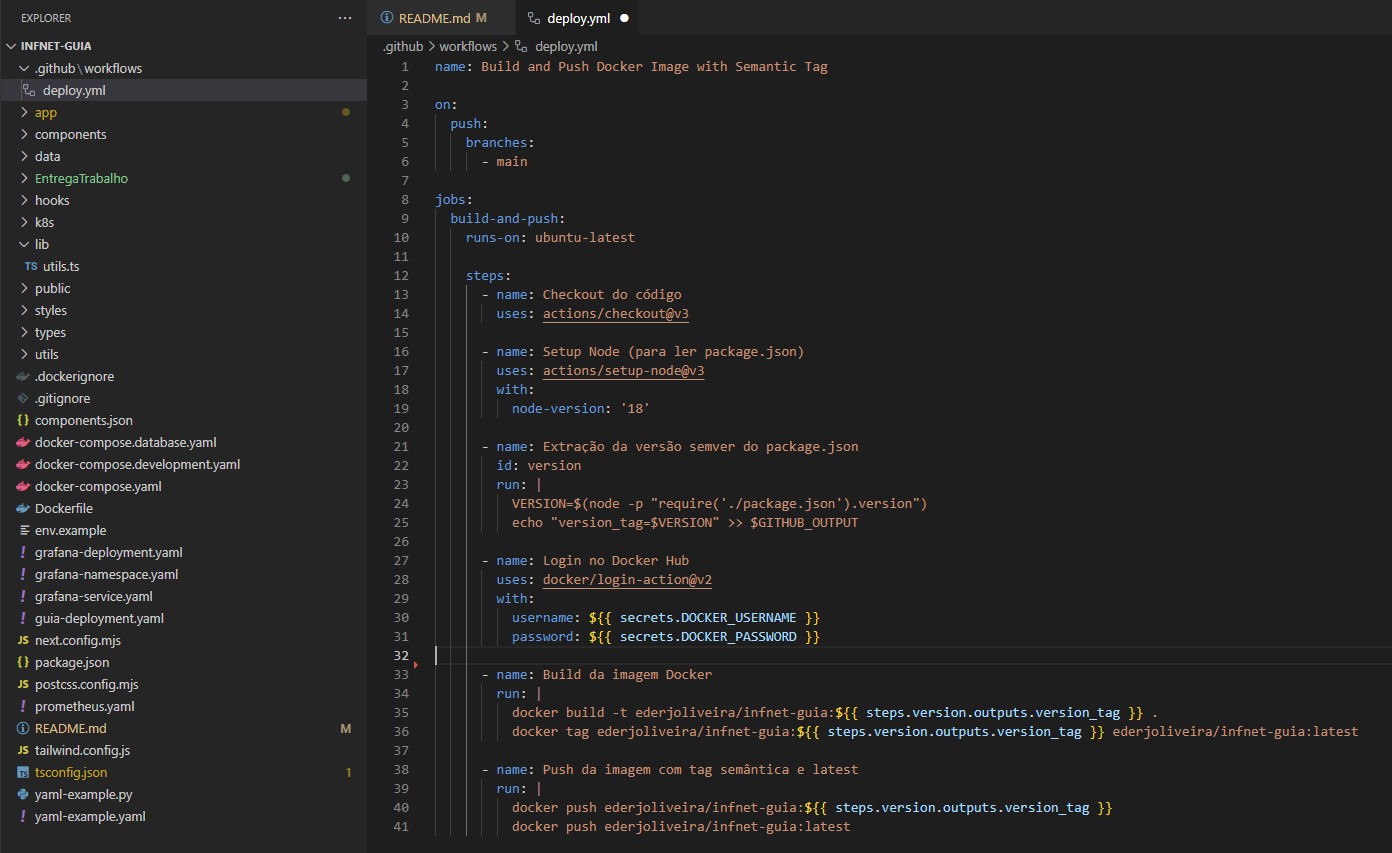 EXPLORER
INFNET-GUIA
.github\workflows
deploy.yml
app
components
data
EntregaTrabalho
hooks
k8s
lib
TS utils.ts
public
styles
types
utils
.dockerignore
.gitignore
{} components.json
docker-compose.database.yaml
docker-compose.development.yaml
docker-compose.yaml
Dockerfile
env.example
! grafana-deployment.yaml
! grafana-namespace.yaml
! grafana-service.yaml
! guia-deployment.yaml
JS next.config.mjs
{} package.json
JS postcss.config.mjs
! prometheus.yaml
README.md M
JS tailwind.config.js
TS tsconfig.json 1
yaml-example.py
! yaml-example.yaml
README.md M
deploy.yml
.github > workflows > deploy.yml
1 name: Build and Push Docker Image with Semantic Tag
2
3 on:
4 push:
5 branches:
6 - main
7
8 jobs:
9 build-and-push:
10 runs-on: ubuntu-latest
11
12 steps:
13 - name: Checkout do código
14 uses: actions/checkout@v3
15
16 - name: Setup Node (para ler package.json)
17 uses: actions/setup-node@v3
18 with:
19 node-version: '18'
20
21 - name: Extração da versão semver do package.json
22 id: version
23 run: |
24 VERSION=$(node -p "require('./package.json').version")
25 echo "version_tag=$VERSION" >> $GITHUB_OUTPUT
26
27 - name: Login no Docker Hub
28 uses: docker/login-action@v2
29 with:
30 username: ${{ secrets.DOCKER_USERNAME }}
31 password: ${{ secrets.DOCKER_PASSWORD }}
32
33 - name: Build da imagem Docker
34 run: |
35 docker build -t ederjoliveira/infnet-guia:${{ steps.version.outputs.version_tag }} .
36 docker tag ederjoliveira/infnet-guia:${{ steps.version.outputs.version_tag }} ederjoliveira/infnet-guia:latest
37
38 - name: Push da imagem com tag semântica e latest
39 run: |
40 docker push ederjoliveira/infnet-guia:${{ steps.version.outputs.version_tag }}
41 docker push ederjoliveira/infnet-guia:latest